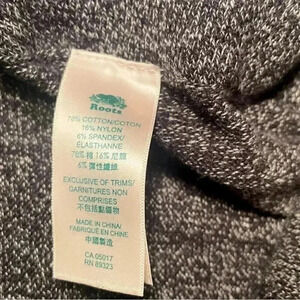 Roots
78% COTTON/COTON
16% NYLON
6% SPANDEX/
ELASTHANNE
78% 棉 16% 尼龍
6% 彈性纖維
EXCLUSIVE OF TRIMS/
GARNITURES NON
COMPRISES
不包括點綴物
MADE IN CHINA/
FABRIQUÉ EN CHINE
中國製造
CA 05017
RN 89323